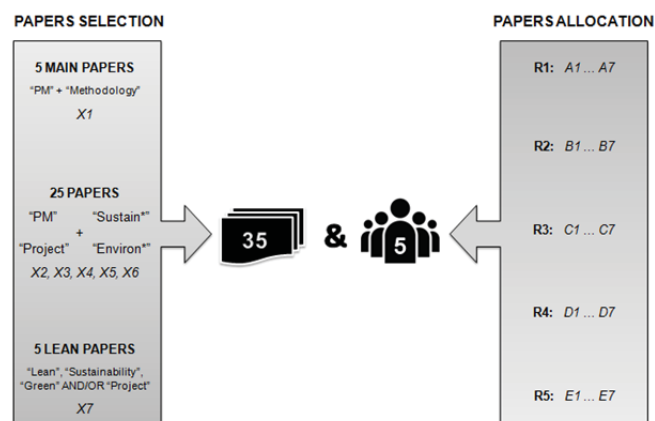 PAPERS SELECTION
5 MAIN PAPERS
“PM” + “Methodology”
X1
25 PAPERS
“PM” “Sustain*”
+
“Project” “Environ*”
X2, X3, X4, X5, X6
5 LEAN PAPERS
“Lean”, “Sustainability”,
“Green” AND/OR “Project”
X7
35
&
5
PAPERS ALLOCATION
R1: A1 ... A7
R2: B1 ... B7
R3: C1 ... C7
R4: D1 ... D7
R5: E1 ... E7